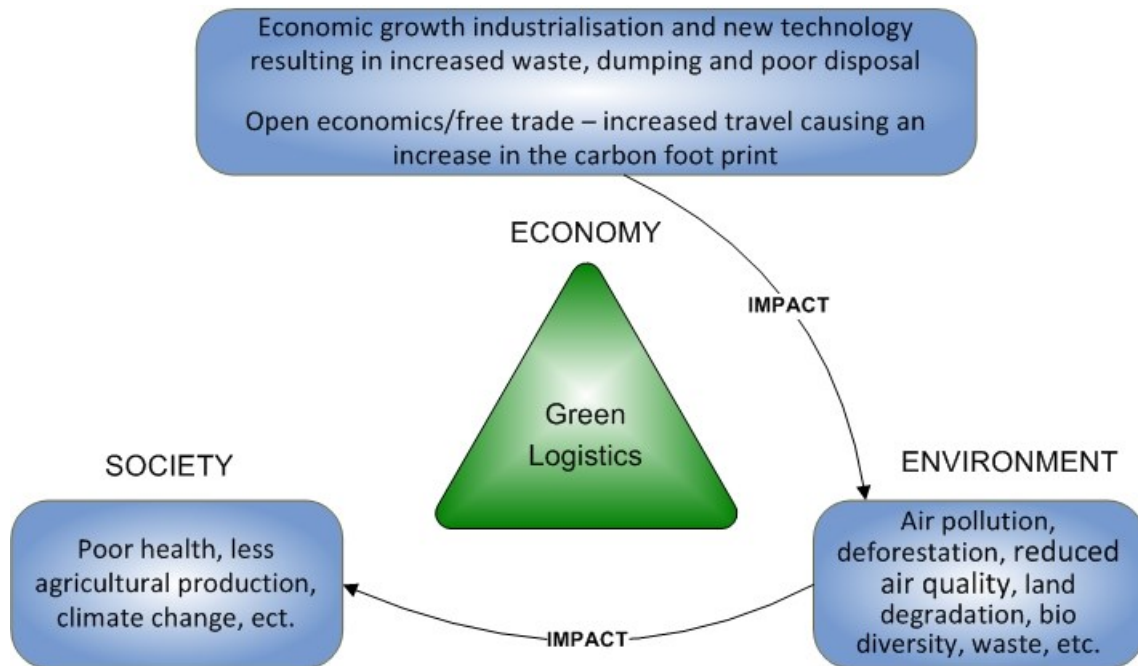 Economic growth industrialisation and new technology
resulting in increased waste, dumping and poor disposal
Open economics/free trade – increased travel causing an
increase in the carbon foot print
ECONOMY
IMPACT
Green
Logistics
SOCIETY
ENVIRONMENT
Poor health, less
agricultural production,
climate change, ect.
Air pollution,
deforestation, reduced
air quality, land
degradation, bio
diversity, waste, etc.
IMPACT